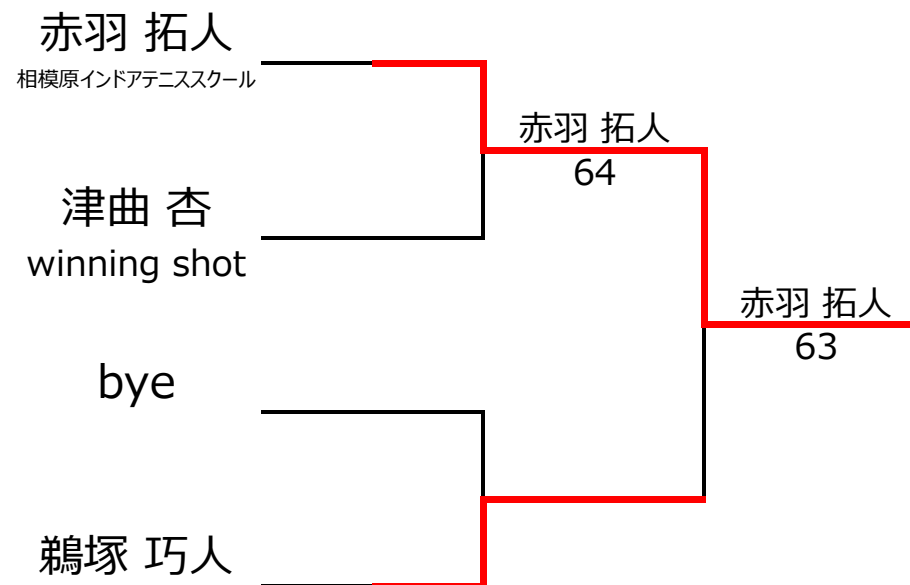 赤羽 拓人
相模原インドアテニススクール
津曲 杏
winning shot
bye
鵜塚 巧人
赤羽 拓人
64
赤羽 拓人
63